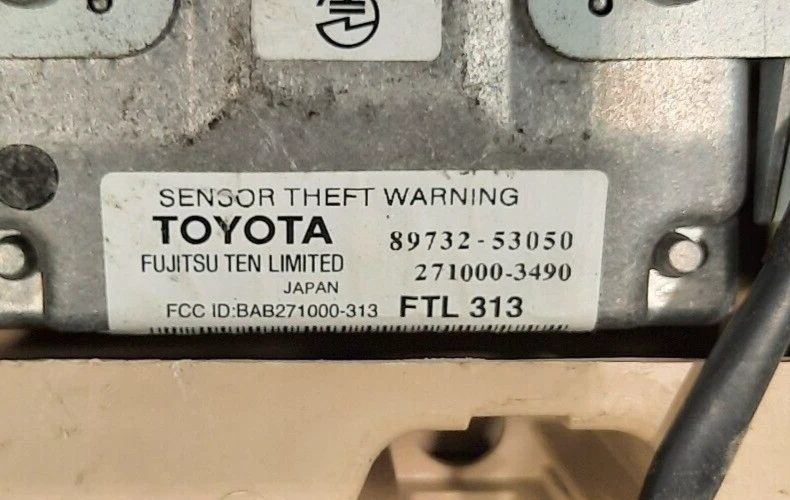 SENSOR THEFT WARNING
TOYOTA 89732-53050
FUJITSU TEN LIMITED 271000-3490
JAPAN
FCC ID:BAB271000-313 FTL 313